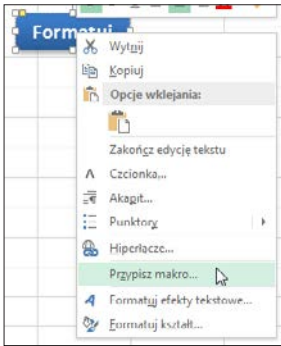 Formatuj
Wytnij
Kopiuj
Opcje wklejania:
Zakończ edycję tekstu
Czcionka...
Akapit...
Punktory
Hiperłącze...
Przypisz makro...
Formatuj efekty tekstowe...
Formatuj kształt...